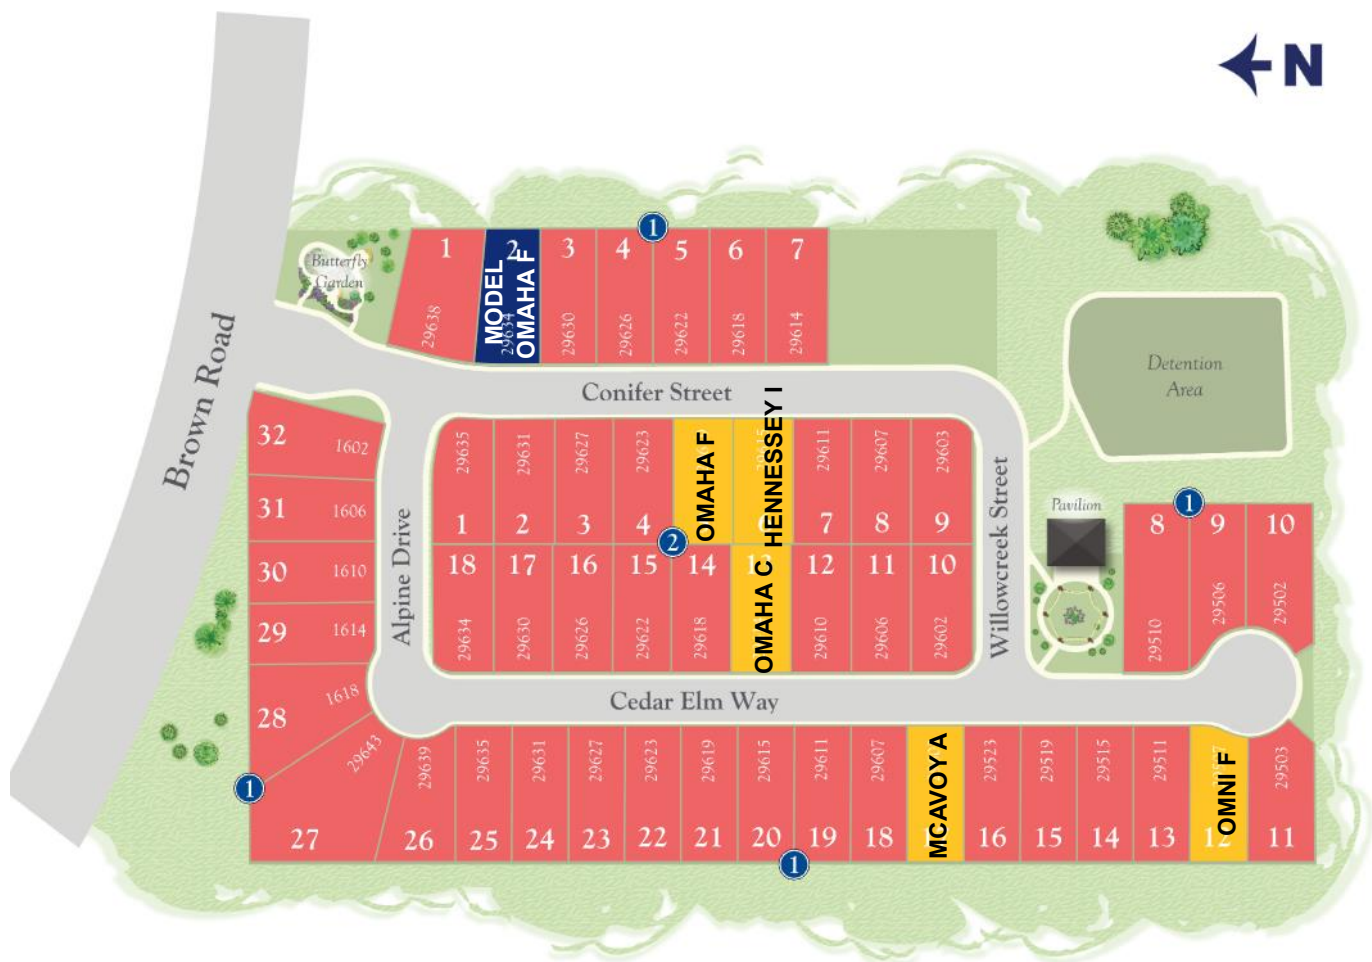 N
1
1 2 3 4 5 6 7
Butterfly
Garden
MODEL
OMAHA F
29638 29634 29630 29626 29622 29618 29614
Brown Road
Conifer Street
Detention
Area
32 1602
31 1606
30 1610
29 1614
28 1618
27 29643
1
Alpine Drive
29635 29631 29627 29623 29611 29607 29603
OMAHA F
HENNESSEY I
1 2 3 4 6 7 8 9
2
18 17 16 15 14 13 12 11 10
OMAHA C
29634 29630 29626 29622 29618 29610 29606 29602
Willowcreek Street
Pavilion
1
8 9 10
29510 29506 29502
Cedar Elm Way
29639 29635 29631 29627 29623 29619 29615 29611 29607 29523 29519 29515 29511 29507 29503
MCAVOY A
OMNI F
26 25 24 23 22 21 20 19 18 16 15 14 13 12 11
1